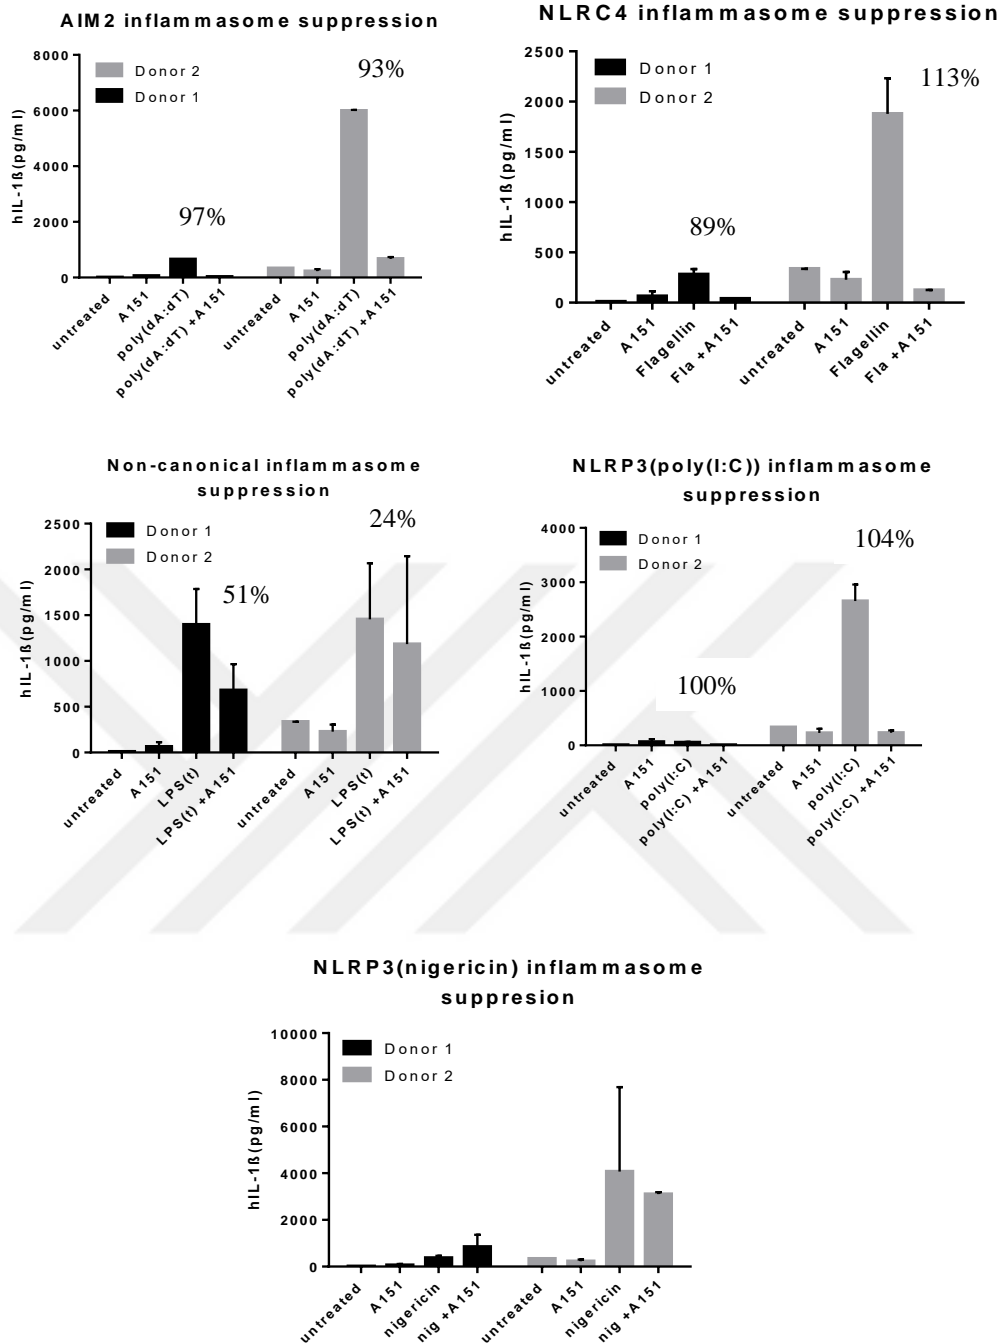 AIM2 inflammasome suppression
8000
6000
4000
2000
0
hIL-1ß(pg/ml)
Donor 2
Donor 1
97%
93%
untreated
A151
poly(dA:dT)
poly(dA:dT) +A151
untreated
A151
poly(dA:dT)
poly(dA:dT) +A151
NLRC4 inflammasome suppression
2500
2000
1500
1000
500
0
hIL-1ß(pg/ml)
Donor 1
Donor 2
89%
113%
untreated
A151
Flagellin
Fla +A151
untreated
A151
Flagellin
Fla +A151
Non-canonical inflammasome
suppression
2500
2000
1500
1000
500
0
hIL-1ß(pg/ml)
Donor 1
Donor 2
51%
24%
untreated
A151
LPS(t)
LPS(t) +A151
untreated
A151
LPS(t)
LPS(t) +A151
NLRP3(poly(I:C)) inflammasome
suppression
4000
3000
2000
1000
0
hIL-1ß(pg/ml)
Donor 1
Donor 2
100%
104%
untreated
A151
poly(I:C)
poly(I:C) +A151
untreated
A151
poly(I:C)
poly(I:C) +A151
NLRP3(nigericin) inflammasome
suppresion
10000
8000
6000
4000
2000
0
hIL-1ß(pg/ml)
Donor 1
Donor 2
untreated
A151
nigericin
nig +A151
untreated
A151
nigericin
nig +A151